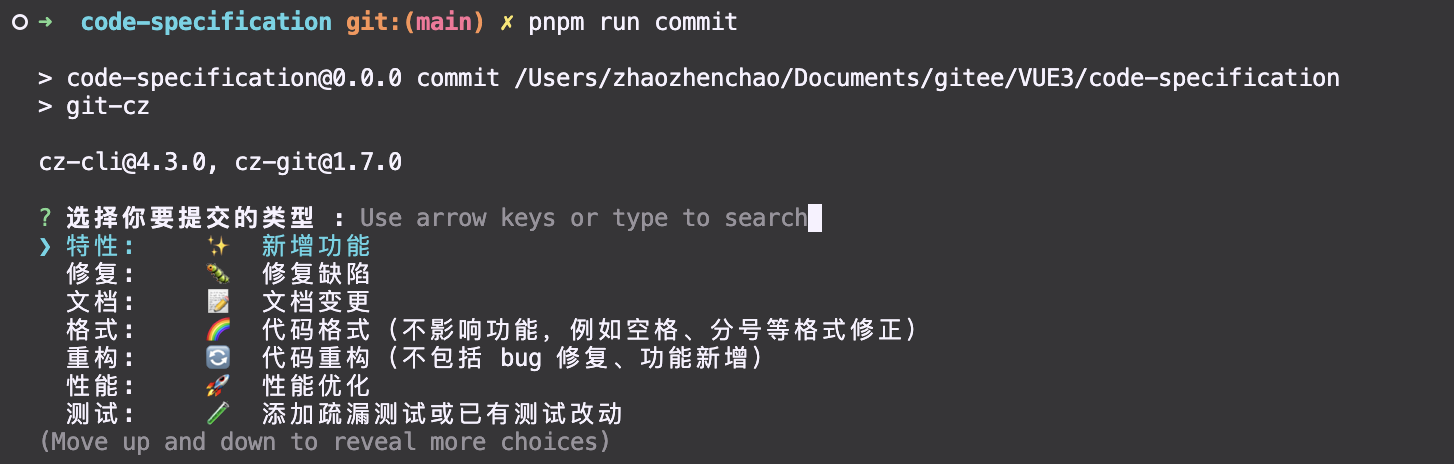 ➜ code-specification git:(main) ✗ pnpm run commit
> code-specification@0.0.0 commit /Users/zhaozhenchao/Documents/gitee/VUE3/code-specification
> git-cz
cz-cli@4.3.0, cz-git@1.7.0
? 选择你要提交的类型 : Use arrow keys or type to search
❯ 特性: ✨ 新增功能
修复: 🐛 修复缺陷
文档: 📝 文档变更
格式: 🌈 代码格式（不影响功能，例如空格、分号等格式修正）
重构: 🔄 代码重构（不包括 bug 修复、功能新增）
性能: 🚀 性能优化
测试: 🧪 添加疏漏测试或已有测试改动
(Move up and down to reveal more choices)